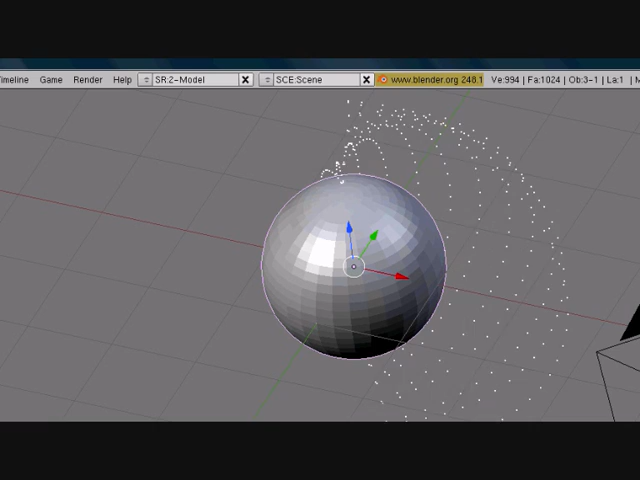 Timeline Game Render Help SR:2-Model SCE:Scene www.blender.org 248.1 Ve:994 | Fa:1024 | Ob:3-1 | La:1 | M